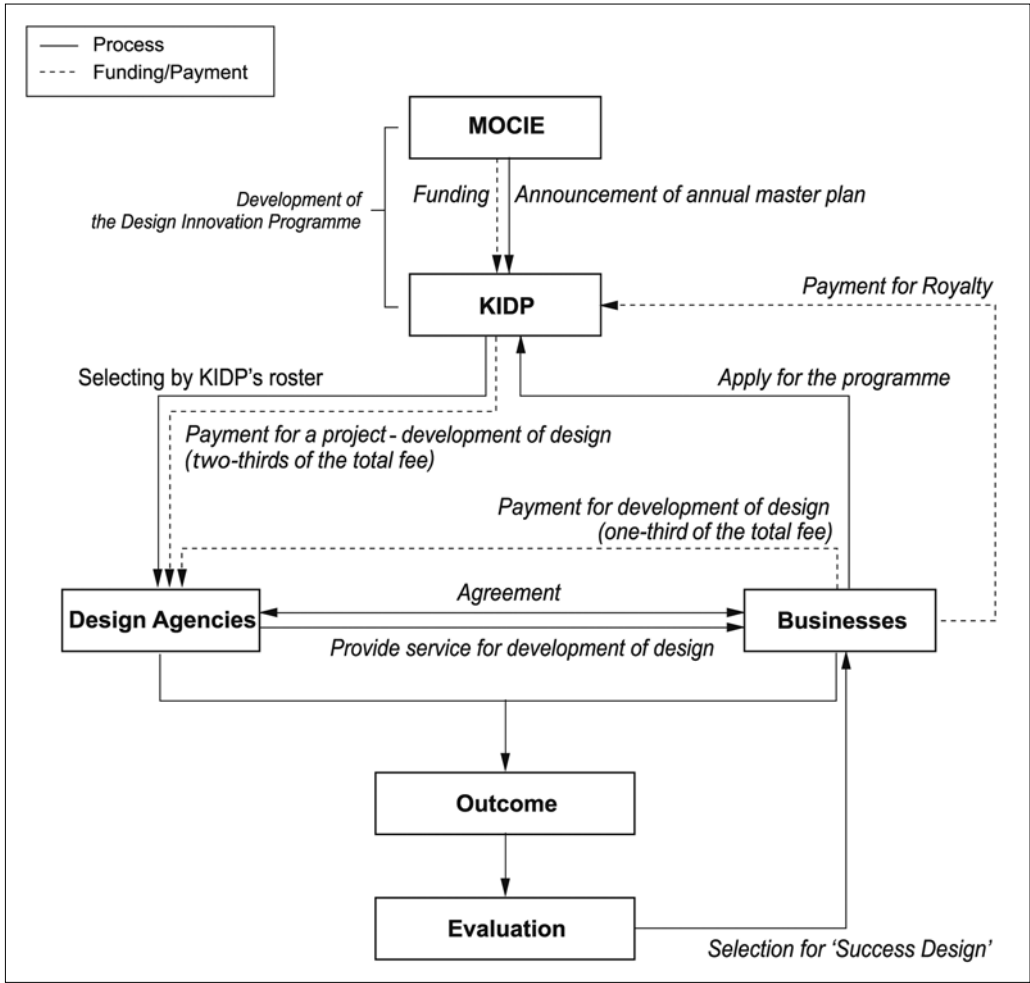 Process
Funding/Payment
MOCIE
Development of
the Design Innovation Programme
Funding
Announcement of annual master plan
KIDP
Payment for Royalty
Selecting by KIDP's roster
Apply for the programme
Payment for a project - development of design
(two-thirds of the total fee)
Payment for development of design
(one-third of the total fee)
Design Agencies
Agreement
Businesses
Provide service for development of design
Outcome
Evaluation
Selection for ‘Success Design’